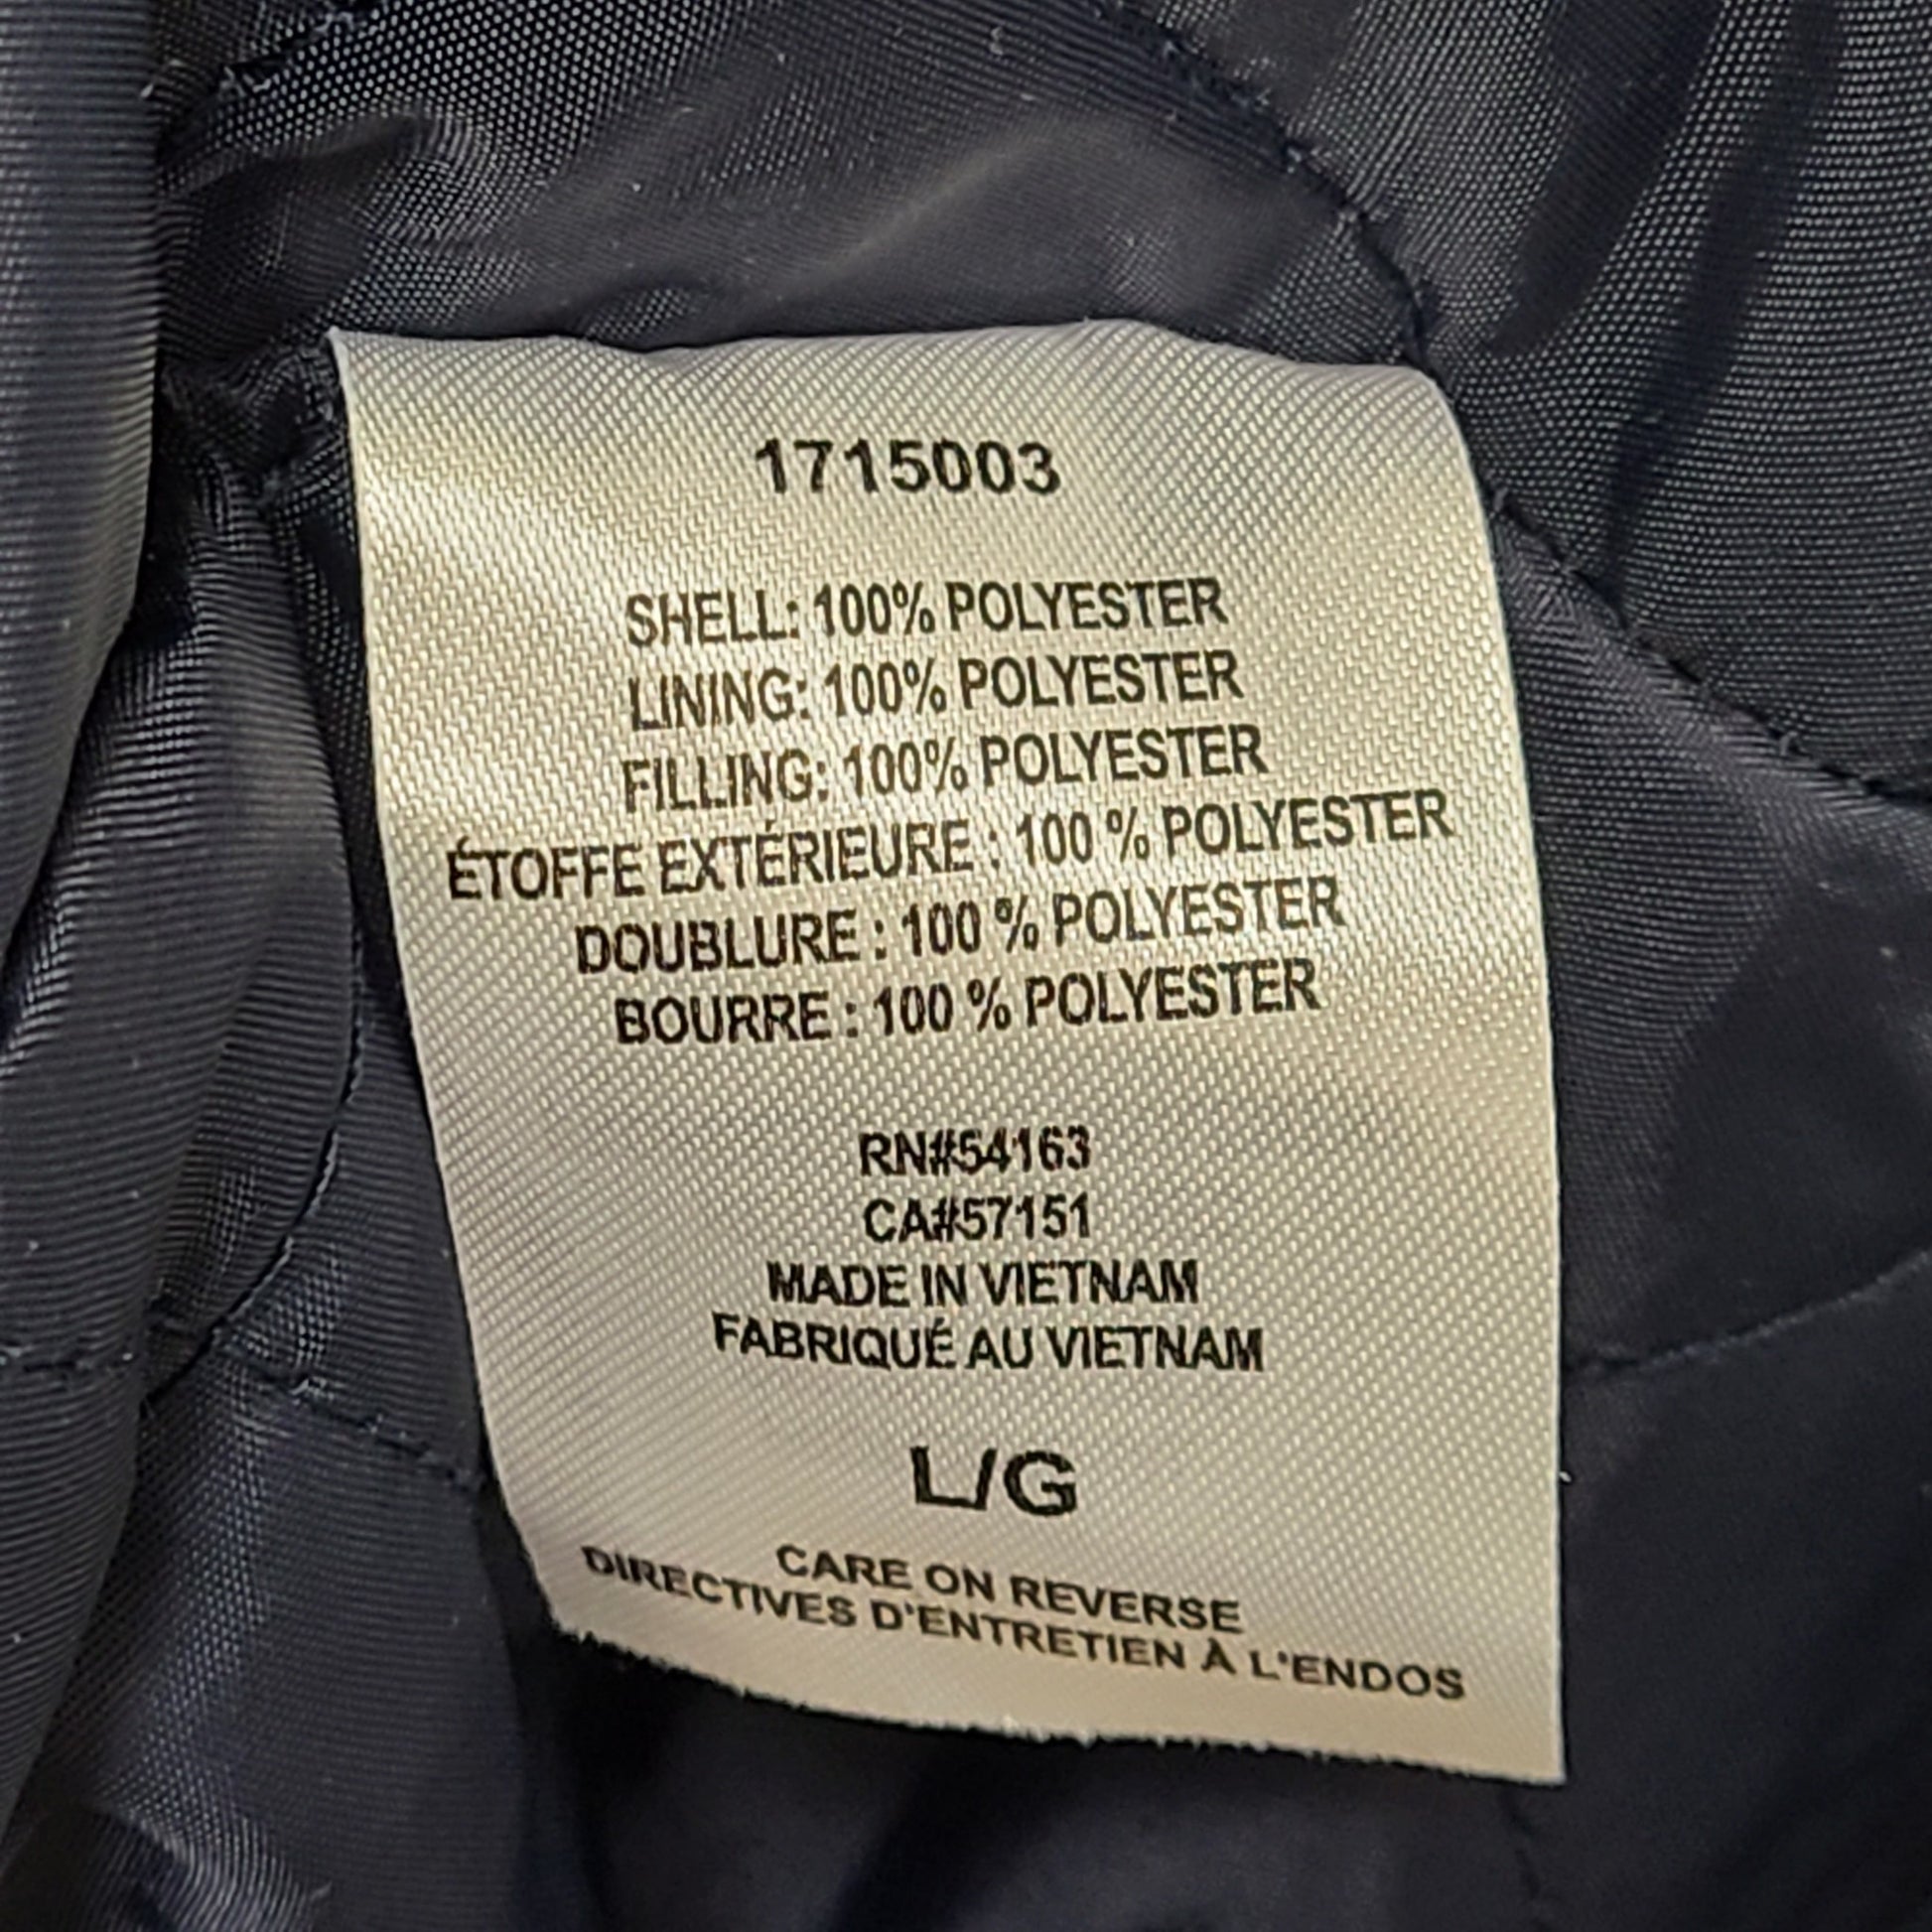 1715003
SHELL: 100% POLYESTER
LINING: 100% POLYESTER
FILLING: 100% POLYESTER
ÉTOFFE EXTÉRIEURE : 100 % POLYESTER
DOUBLURE : 100 % POLYESTER
BOURRE : 100 % POLYESTER
RN#54163
CA#57151
MADE IN VIETNAM
FABRIQUÉ AU VIETNAM
L/G
CARE ON REVERSE
DIRECTIVES D'ENTRETIEN À L'ENDOS